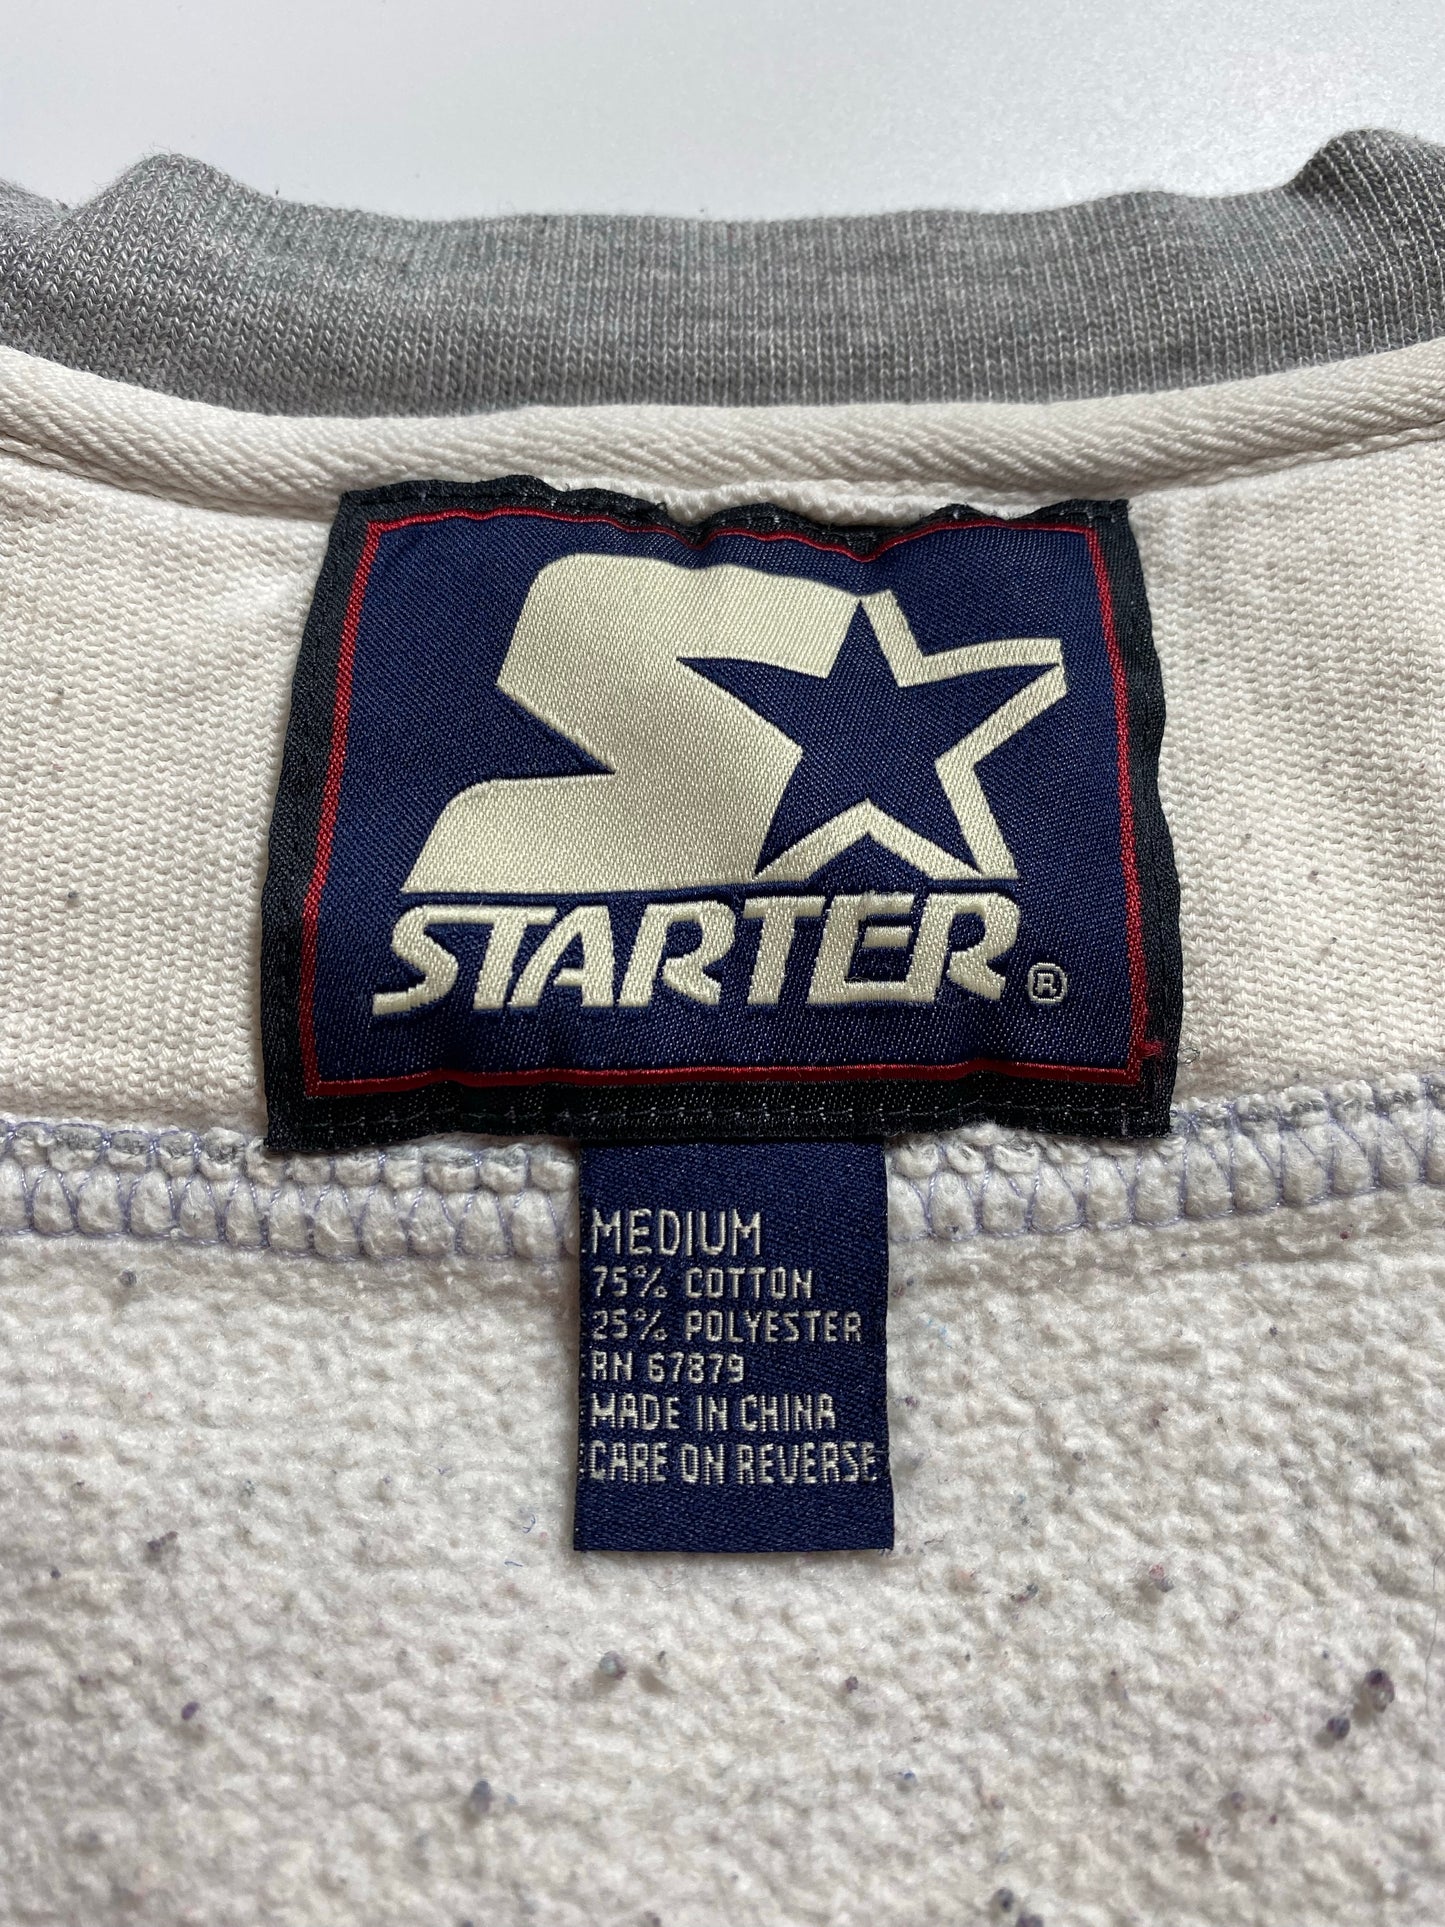 STARTER®
MEDIUM
75% COTTON
25% POLYESTER
RN 67879
MADE IN CHINA
CARE ON REVERSE